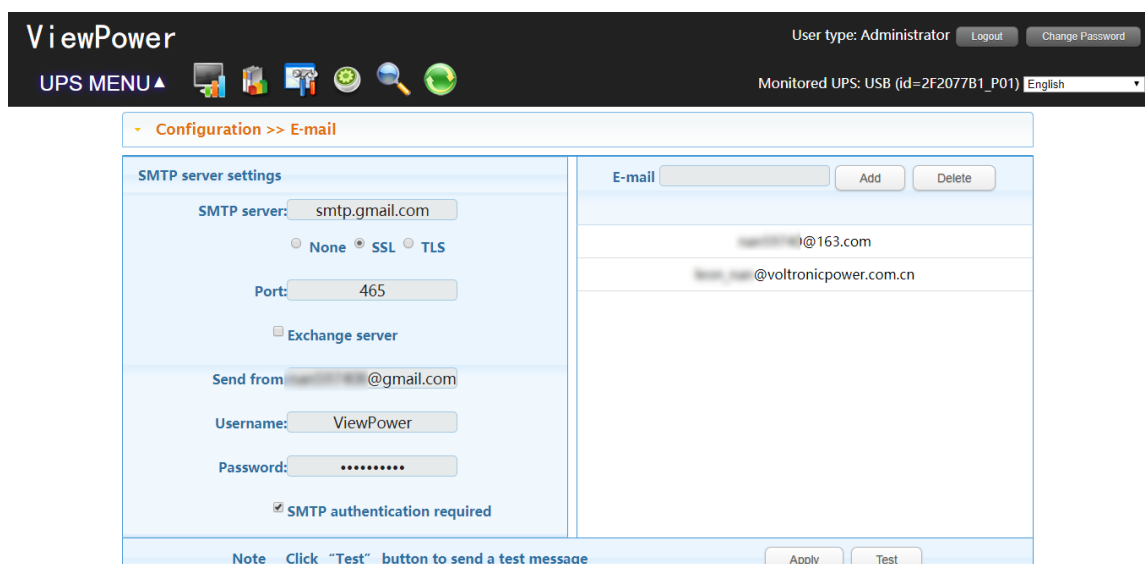 ViewPower
User type: Administrator Logout Change Password
UPS MENU▲
Monitored UPS: USB (id=2F2077B1_P01) English
Configuration >> E-mail
SMTP server settings
SMTP server: smtp.gmail.com
None SSL TLS
Port: 465
Exchange server
Send from @gmail.com
Username: ViewPower
Password: ••••••••••
SMTP authentication required
E-mail Add Delete
@163.com
@voltronicpower.com.cn
Note Click “Test” button to send a test message Apply Test